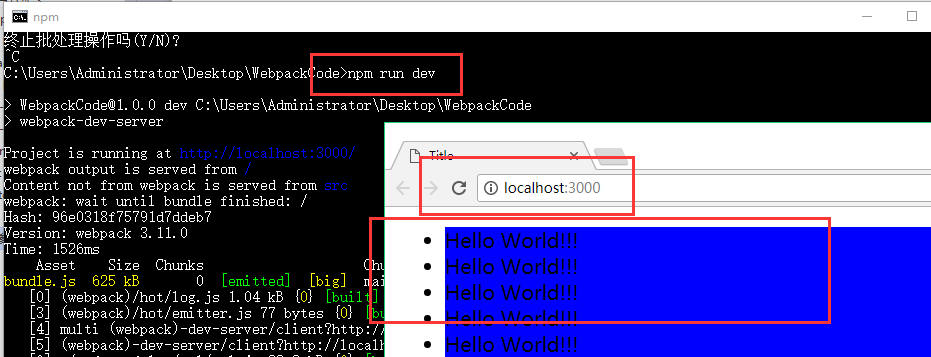 npm
终止批处理操作吗(Y/N)?
^C
C:\Users\Administrator\Desktop\WebpackCode>npm run dev
> WebpackCode@1.0.0 dev C:\Users\Administrator\Desktop\WebpackCode
> webpack-dev-server
Project is running at http://localhost:3000/
webpack output is served from /
Content not from webpack is served from src
webpack: wait until bundle finished: /
Hash: 96e0318f75791d7ddeb7
Version: webpack 3.11.0
Time: 1526ms
Asset Size Chunks Chu
bundle.js 625 kB 0 [emitted] [big] mai
[0] (webpack)/hot/log.js 1.04 kB {0} [built]
[3] (webpack)/hot/emitter.js 77 bytes {0} [bu
[4] multi (webpack)-dev-server/client?http://
[5] (webpack)-dev-server/client?http://localh
Title
localhost:3000
Hello World!!!
Hello World!!!
Hello World!!!
Hello World!!!
Hello World!!!